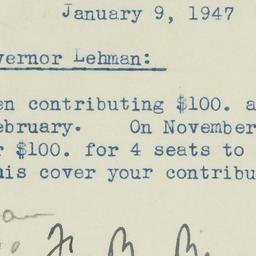 January 9, 1947
vernor Lehman:
en contributing $100. a
ebruary. On November
r $100. for 4 seats to
his cover your contribu